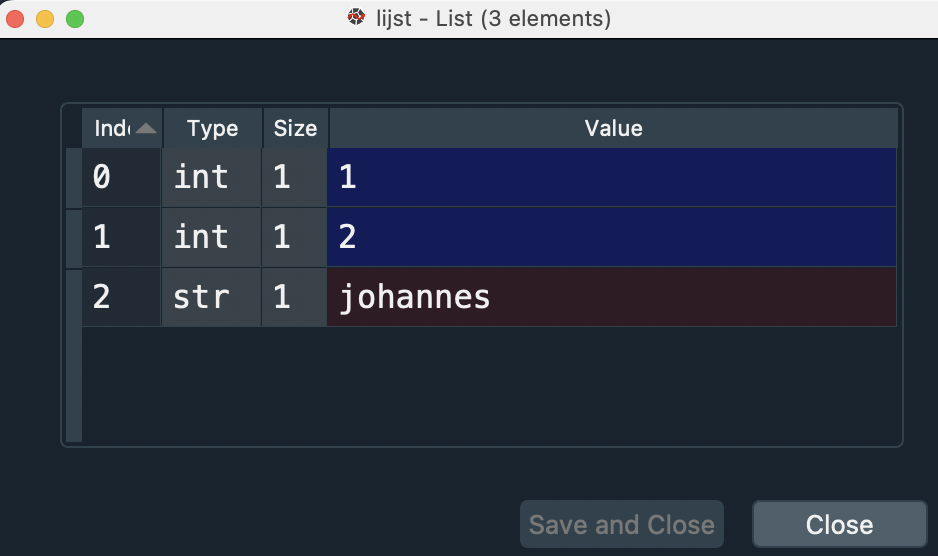 lijst - List (3 elements)
Inde Type Size Value
0 int 1 1
1 int 1 2
2 str 1 johannes
Save and Close Close